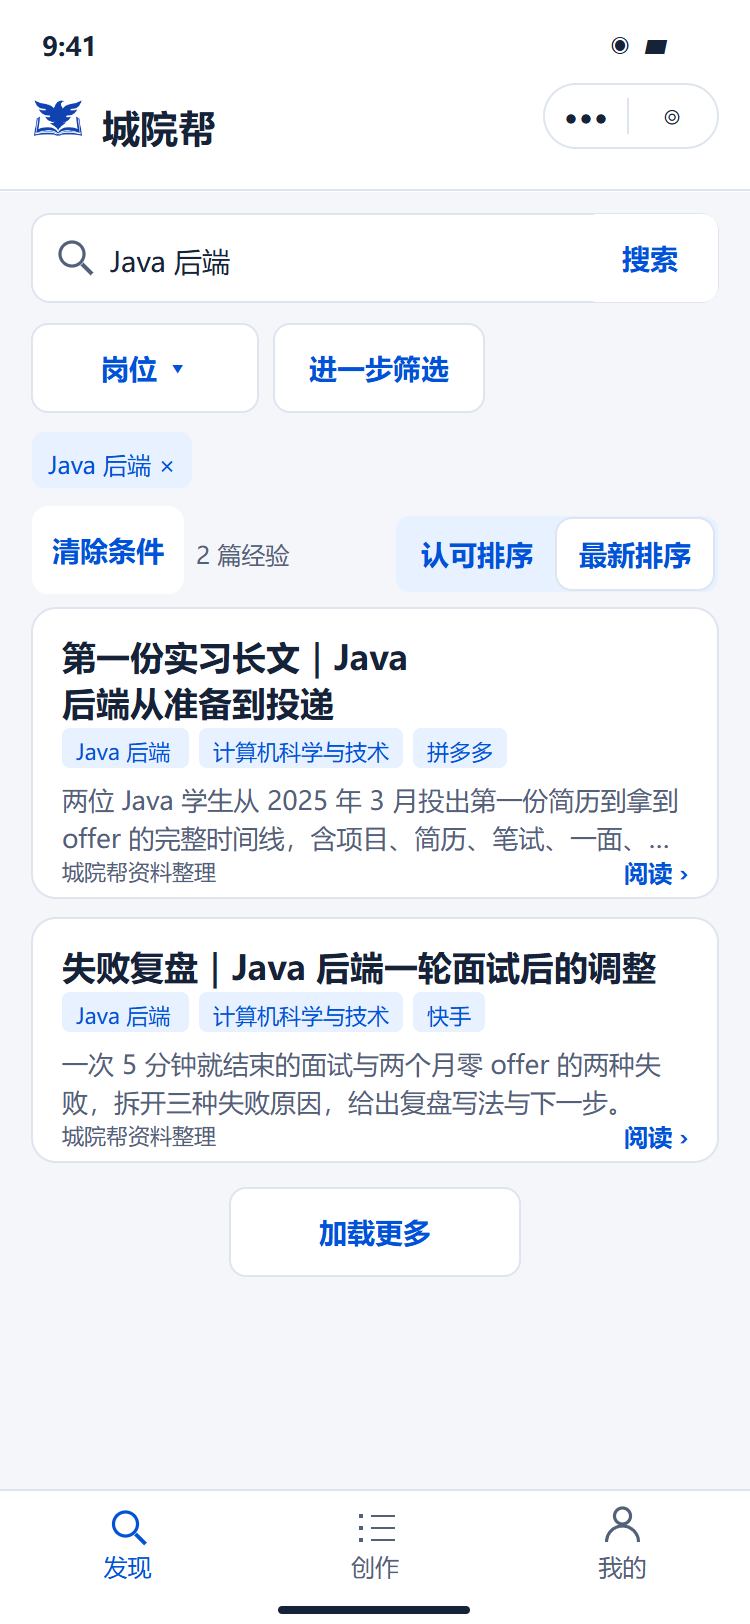 9:41
城院帮
Java 后端
搜索
岗位 ▼
进一步筛选
Java 后端 ×
清除条件
2 篇经验
认可排序
最新排序
第一份实习长文｜Java
后端从准备到投递
Java 后端
计算机科学与技术
拼多多
两位 Java 学生从 2025 年 3 月投出第一份简历到拿到
offer 的完整时间线，含项目、简历、笔试、一面、…
城院帮资料整理
阅读 ›
失败复盘｜Java 后端一轮面试后的调整
Java 后端
计算机科学与技术
快手
一次 5 分钟就结束的面试与两个月零 offer 的两种失
败，拆开三种失败原因，给出复盘写法与下一步。
城院帮资料整理
阅读 ›
加载更多
发现
创作
我的